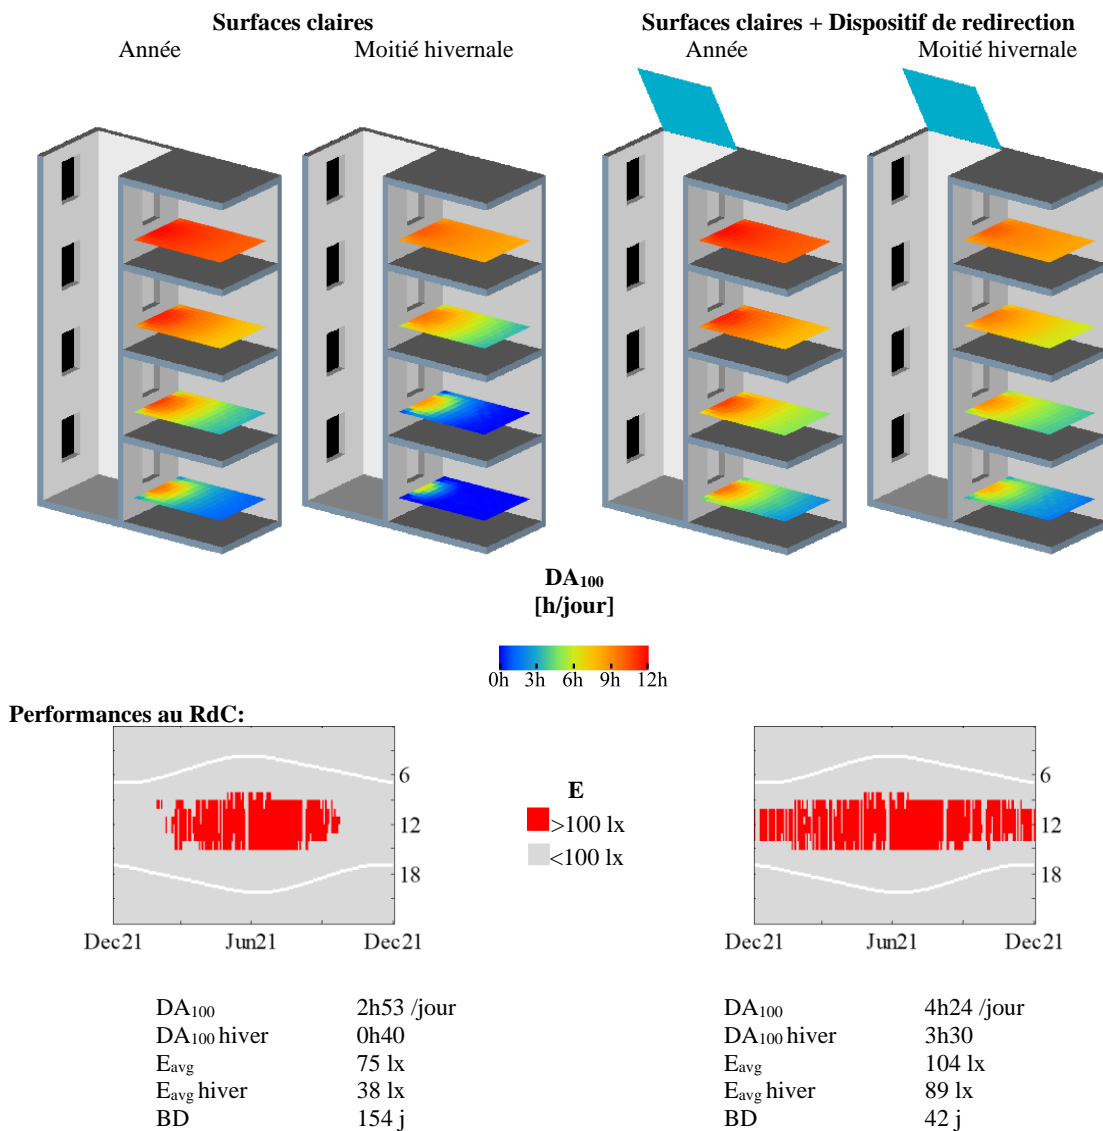 Surfaces claires
Surfaces claires + Dispositif de redirection
Année
Moitié hivernale
Année
Moitié hivernale
DA100
[h/jour]
0h 3h 6h 9h 12h
Performances au RdC:
6
12
18
Dec21 Jun21 Dec21
E
>100 lx
<100 lx
6
12
18
Dec21 Jun21 Dec21
DA100 2h53 /jour
DA100 hiver 0h40
Eavg 75 lx
Eavg hiver 38 lx
BD 154 j
DA100 4h24 /jour
DA100 hiver 3h30
Eavg 104 lx
Eavg hiver 89 lx
BD 42 j